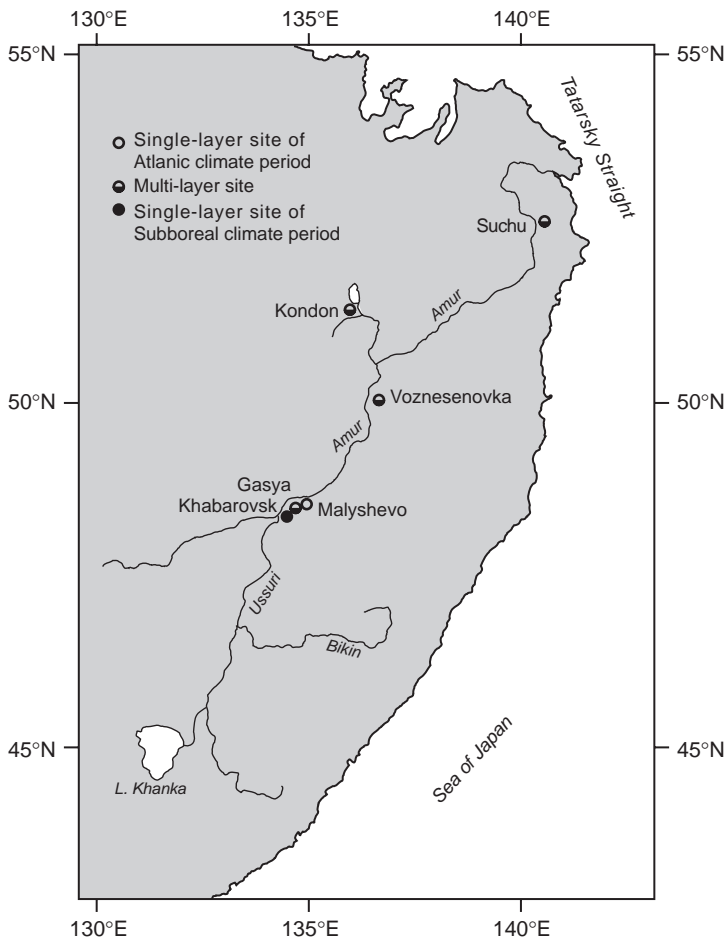 130°E 135°E 140°E
55°N 55°N
Single-layer site of
Atlanic climate period
Multi-layer site
Single-layer site of
Subboreal climate period
Tatarsky Straight
Suchu
Kondon
Amur
50°N 50°N
Voznesenovka
Amur
Gasya
Khabarovsk
Malyshevo
Ussuri
Bikin
45°N 45°N
L. Khanka
Sea of Japan
130°E 135°E 140°E